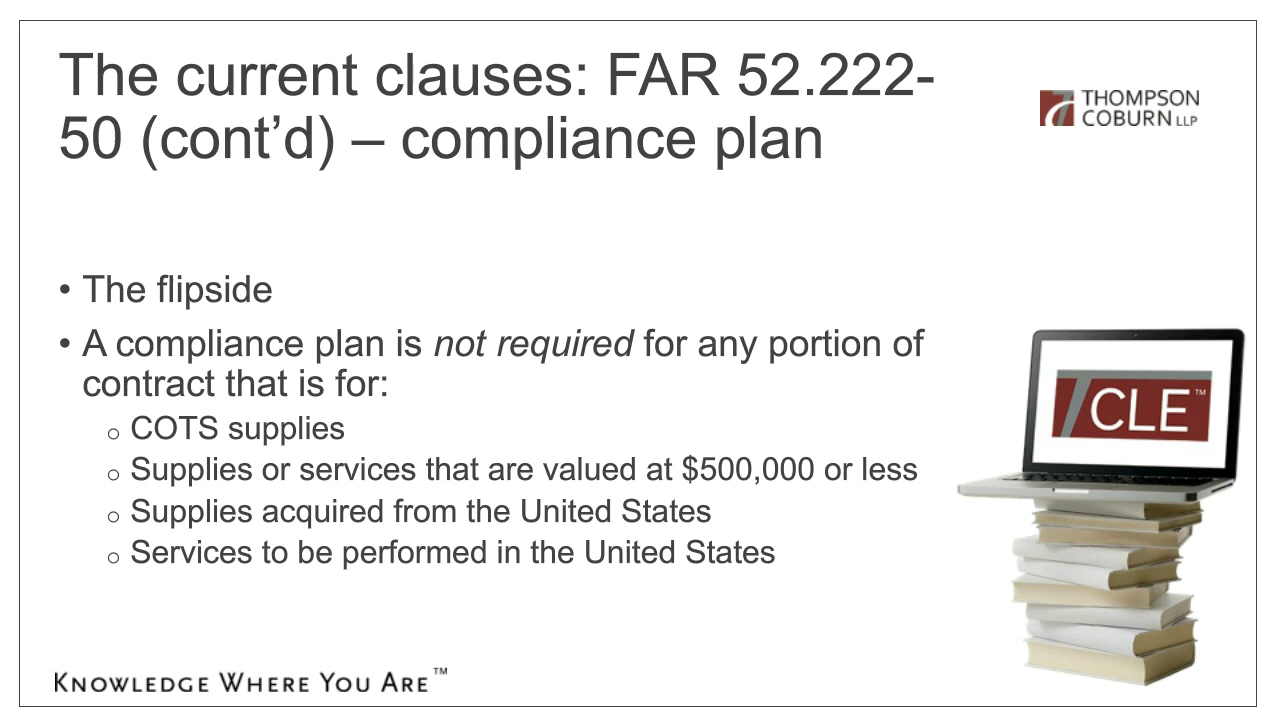 The current clauses: FAR 52.222-
50 (cont’d) – compliance plan
THOMPSON
COBURN LLP
• The flipside
• A compliance plan is not required for any portion of
contract that is for:
o COTS supplies
o Supplies or services that are valued at $500,000 or less
o Supplies acquired from the United States
o Services to be performed in the United States
CLE™
KNOWLEDGE WHERE YOU ARE™